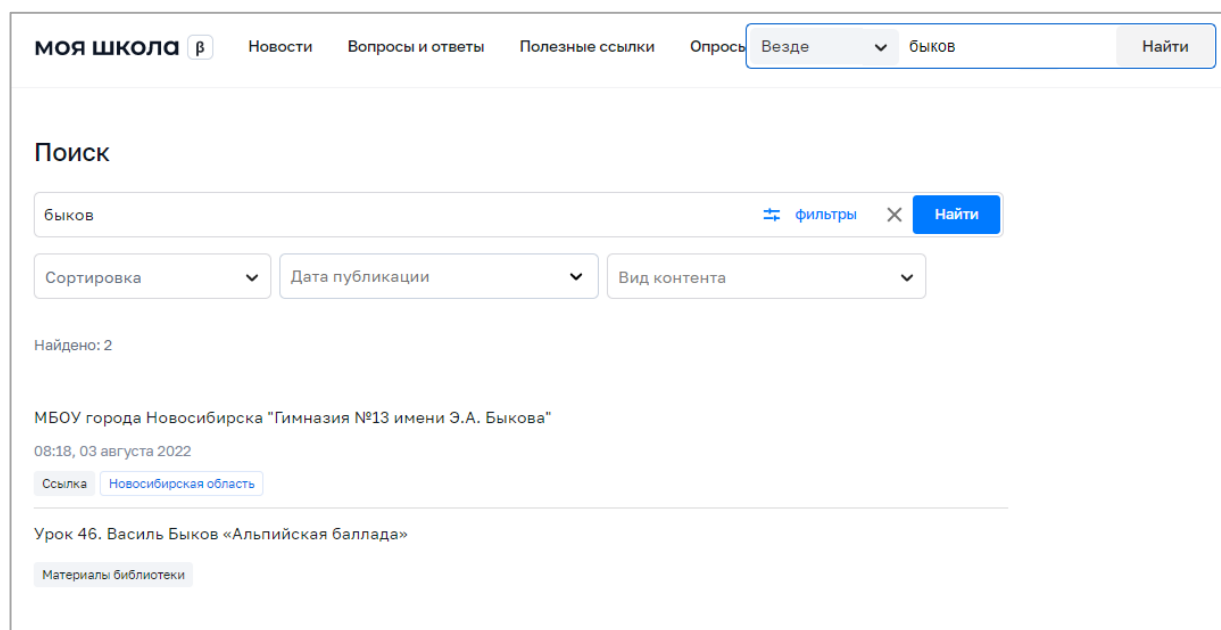 моя школа β Новости Вопросы и ответы Полезные ссылки Опросы Везде быков Найти
Поиск
быков фильтры Найти
Сортировка Дата публикации Вид контента
Найдено: 2
МБОУ города Новосибирска "Гимназия №13 имени Э.А. Быкова"
08:18, 03 августа 2022
Ссылка Новосибирская область
Урок 46. Василь Быков «Альпийская баллада»
Материалы библиотеки